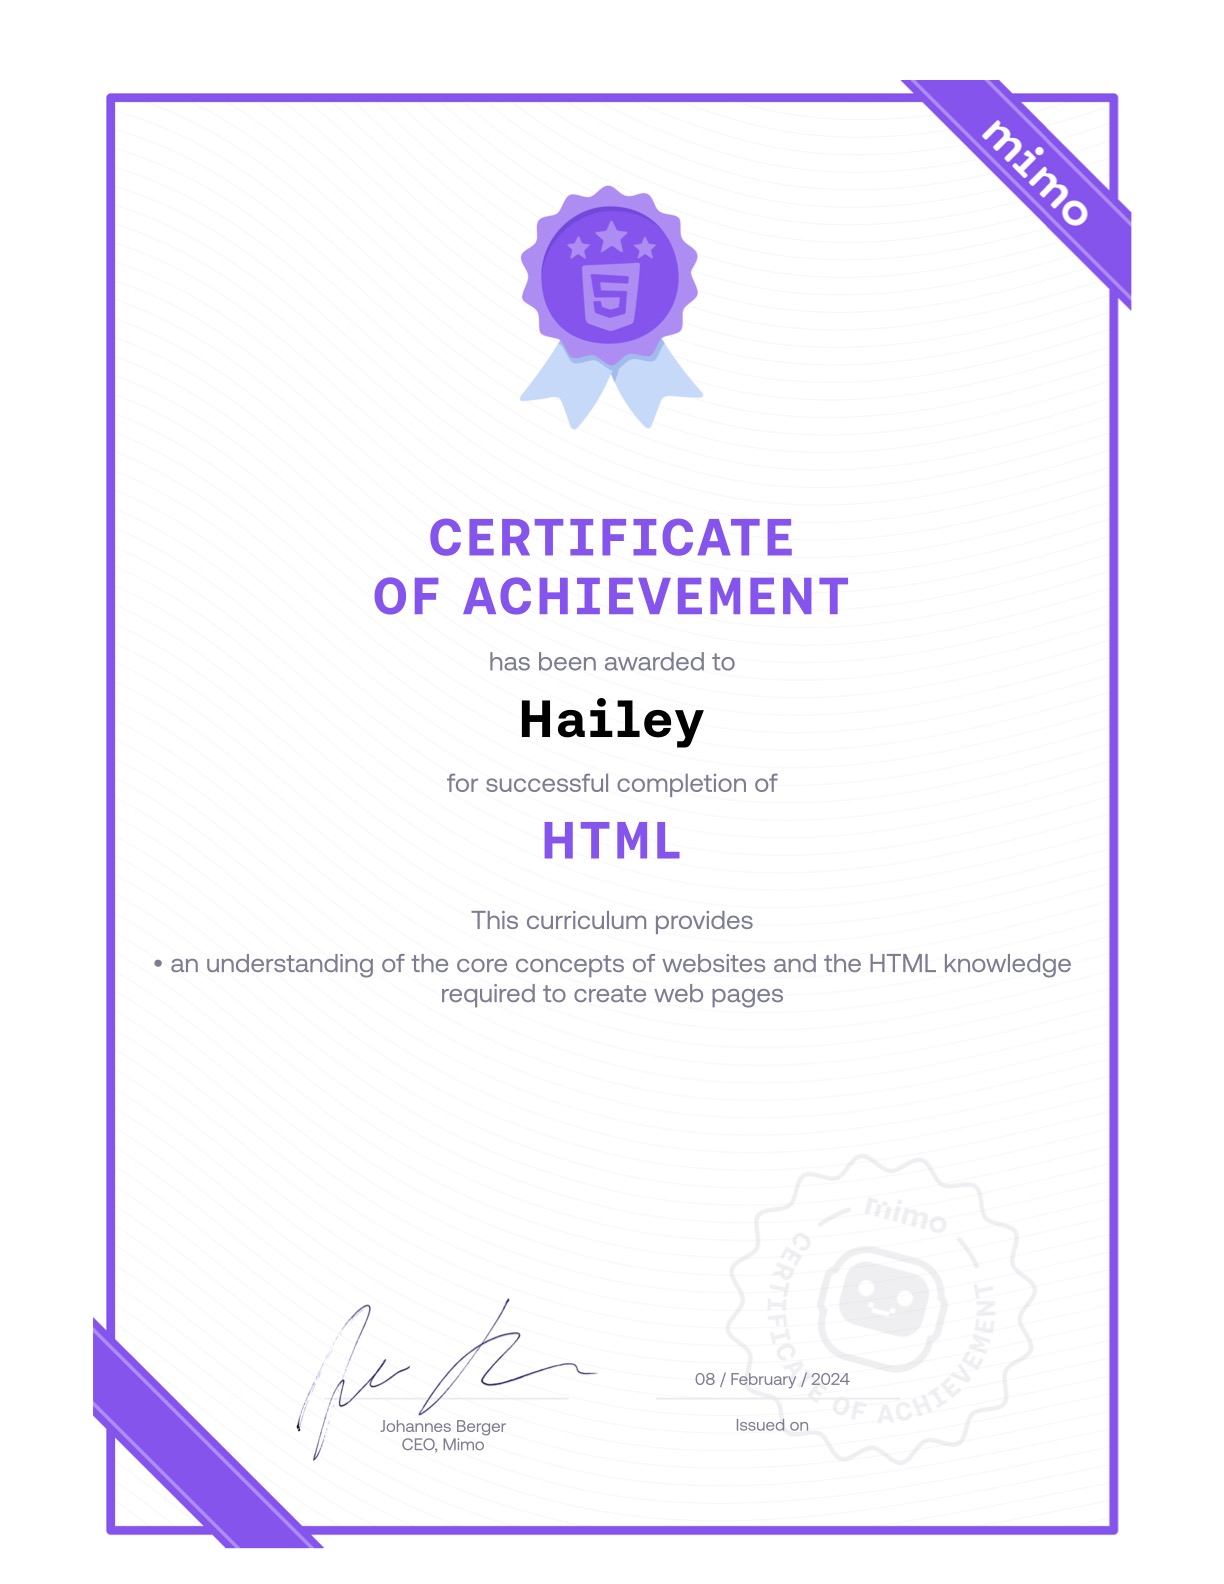 mimo
CERTIFICATE
OF ACHIEVEMENT
has been awarded to
Hailey
for successful completion of
HTML
This curriculum provides
• an understanding of the core concepts of websites and the HTML knowledge
required to create web pages
mimo
CERTIFICATE OF ACHIEVEMENT
08 / February / 2024
Johannes Berger
CEO, Mimo
Issued on